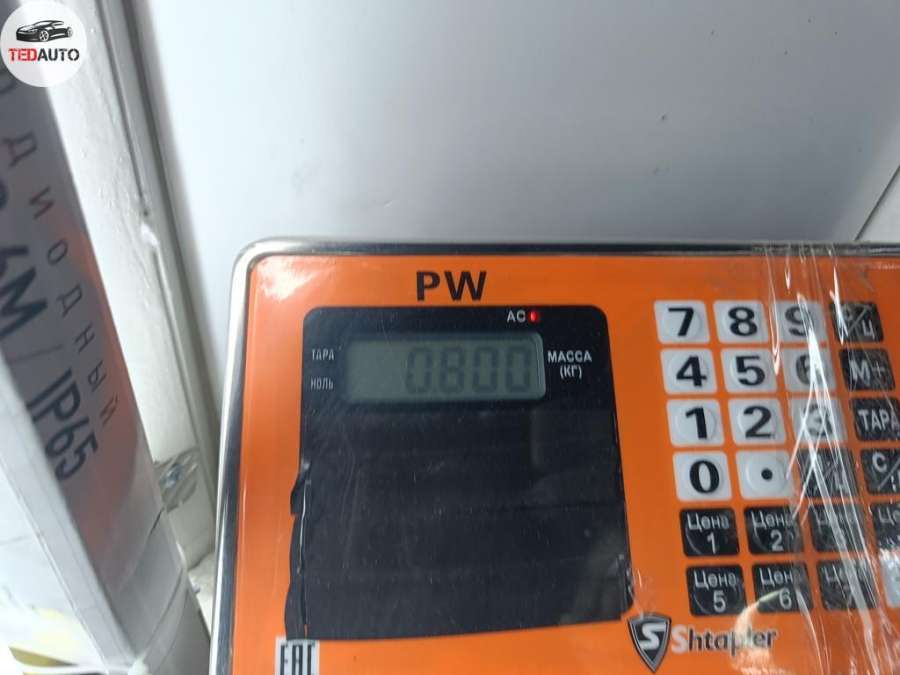 TEDAUTO
ДИОДНЫЙ
6М/IP65
PW
AC
ТАРА
НОЛЬ
0.800
МАССА
(КГ)
7 8 9
4 5 6 М+
1 2 3 ТАРА
0 . С
Цена 1
Цена 2
Цена 5
Цена 6
Shtapler
EAC